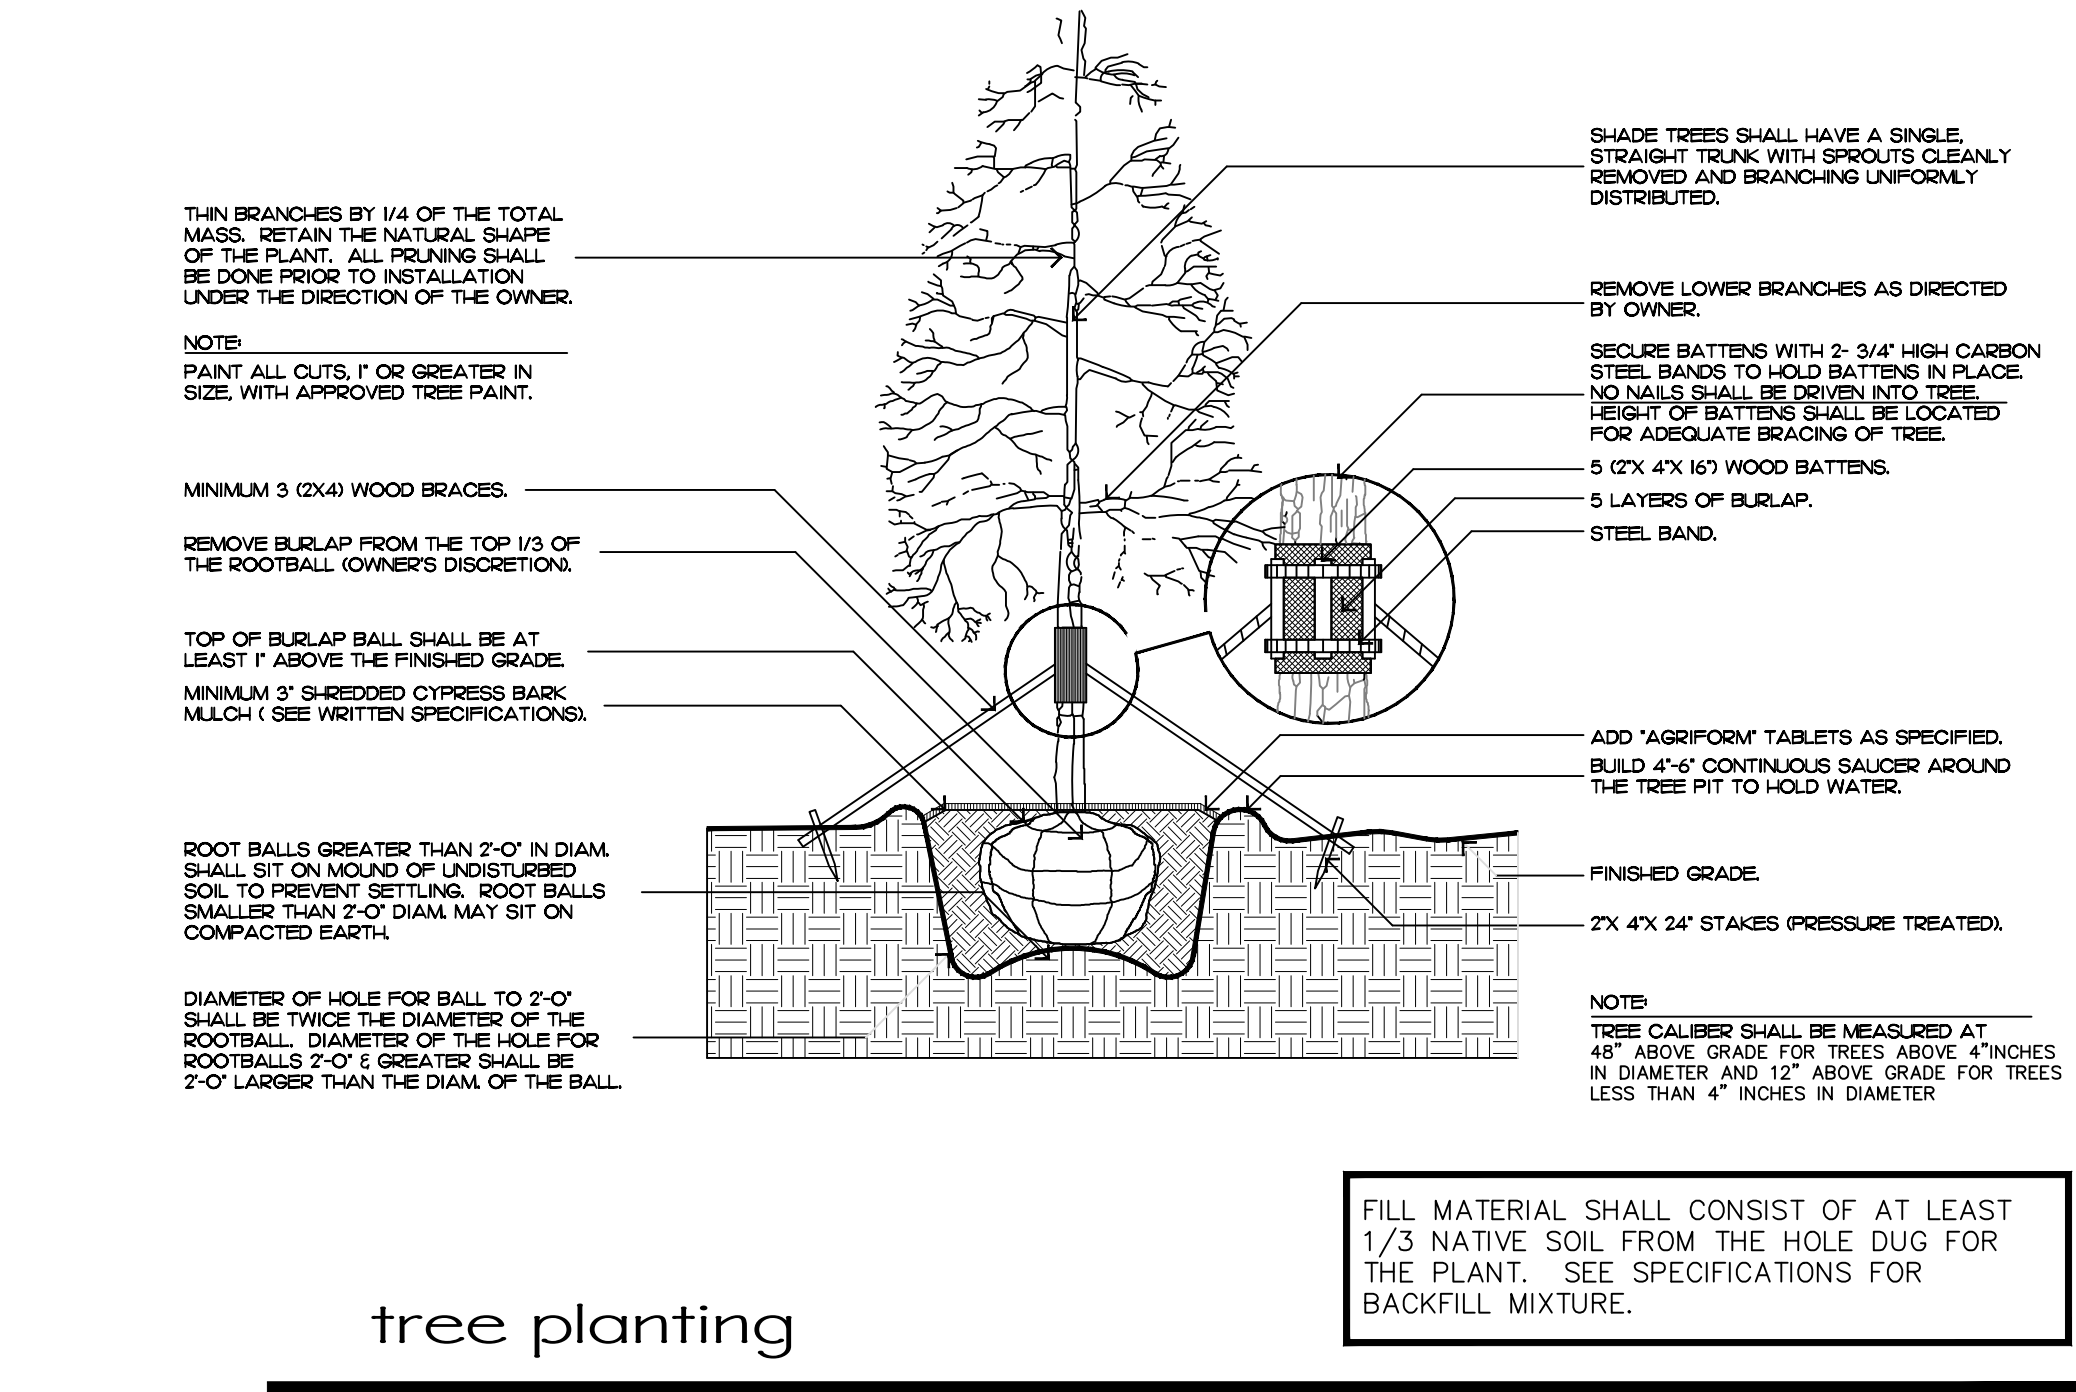 THIN BRANCHES BY 1/4 OF THE TOTAL
MASS. RETAIN THE NATURAL SHAPE
OF THE PLANT. ALL PRUNING SHALL
BE DONE PRIOR TO INSTALLATION
UNDER THE DIRECTION OF THE OWNER.
NOTE:
PAINT ALL CUTS, 1" OR GREATER IN
SIZE, WITH APPROVED TREE PAINT.
MINIMUM 3 (2X4) WOOD BRACES.
REMOVE BURLAP FROM THE TOP 1/3 OF
THE ROOTBALL (OWNER'S DISCRETION).
TOP OF BURLAP BALL SHALL BE AT
LEAST 1" ABOVE THE FINISHED GRADE.
MINIMUM 3" SHREDDED CYPRESS BARK
MULCH ( SEE WRITTEN SPECIFICATIONS).
ROOT BALLS GREATER THAN 2'-0" IN DIAM.
SHALL SIT ON MOUND OF UNDISTURBED
SOIL TO PREVENT SETTLING. ROOT BALLS
SMALLER THAN 2'-0" DIAM. MAY SIT ON
COMPACTED EARTH.
DIAMETER OF HOLE FOR BALL TO 2'-0"
SHALL BE TWICE THE DIAMETER OF THE
ROOTBALL. DIAMETER OF THE HOLE FOR
ROOTBALLS 2'-0" & GREATER SHALL BE
2'-0" LARGER THAN THE DIAM. OF THE BALL.
SHADE TREES SHALL HAVE A SINGLE,
STRAIGHT TRUNK WITH SPROUTS CLEANLY
REMOVED AND BRANCHING UNIFORMLY
DISTRIBUTED.
REMOVE LOWER BRANCHES AS DIRECTED
BY OWNER.
SECURE BATTENS WITH 2- 3/4" HIGH CARBON
STEEL BANDS TO HOLD BATTENS IN PLACE.
NO NAILS SHALL BE DRIVEN INTO TREE.
HEIGHT OF BATTENS SHALL BE LOCATED
FOR ADEQUATE BRACING OF TREE.
5 (2"X 4"X 16") WOOD BATTENS.
5 LAYERS OF BURLAP.
STEEL BAND.
ADD "AGRIFORM" TABLETS AS SPECIFIED.
BUILD 4"-6" CONTINUOUS SAUCER AROUND
THE TREE PIT TO HOLD WATER.
FINISHED GRADE.
2"X 4"X 24" STAKES (PRESSURE TREATED).
NOTE:
TREE CALIBER SHALL BE MEASURED AT
48" ABOVE GRADE FOR TREES ABOVE 4"INCHES
IN DIAMETER AND 12" ABOVE GRADE FOR TREES
LESS THAN 4" INCHES IN DIAMETER
FILL MATERIAL SHALL CONSIST OF AT LEAST
1/3 NATIVE SOIL FROM THE HOLE DUG FOR
THE PLANT. SEE SPECIFICATIONS FOR
BACKFILL MIXTURE.
tree planting